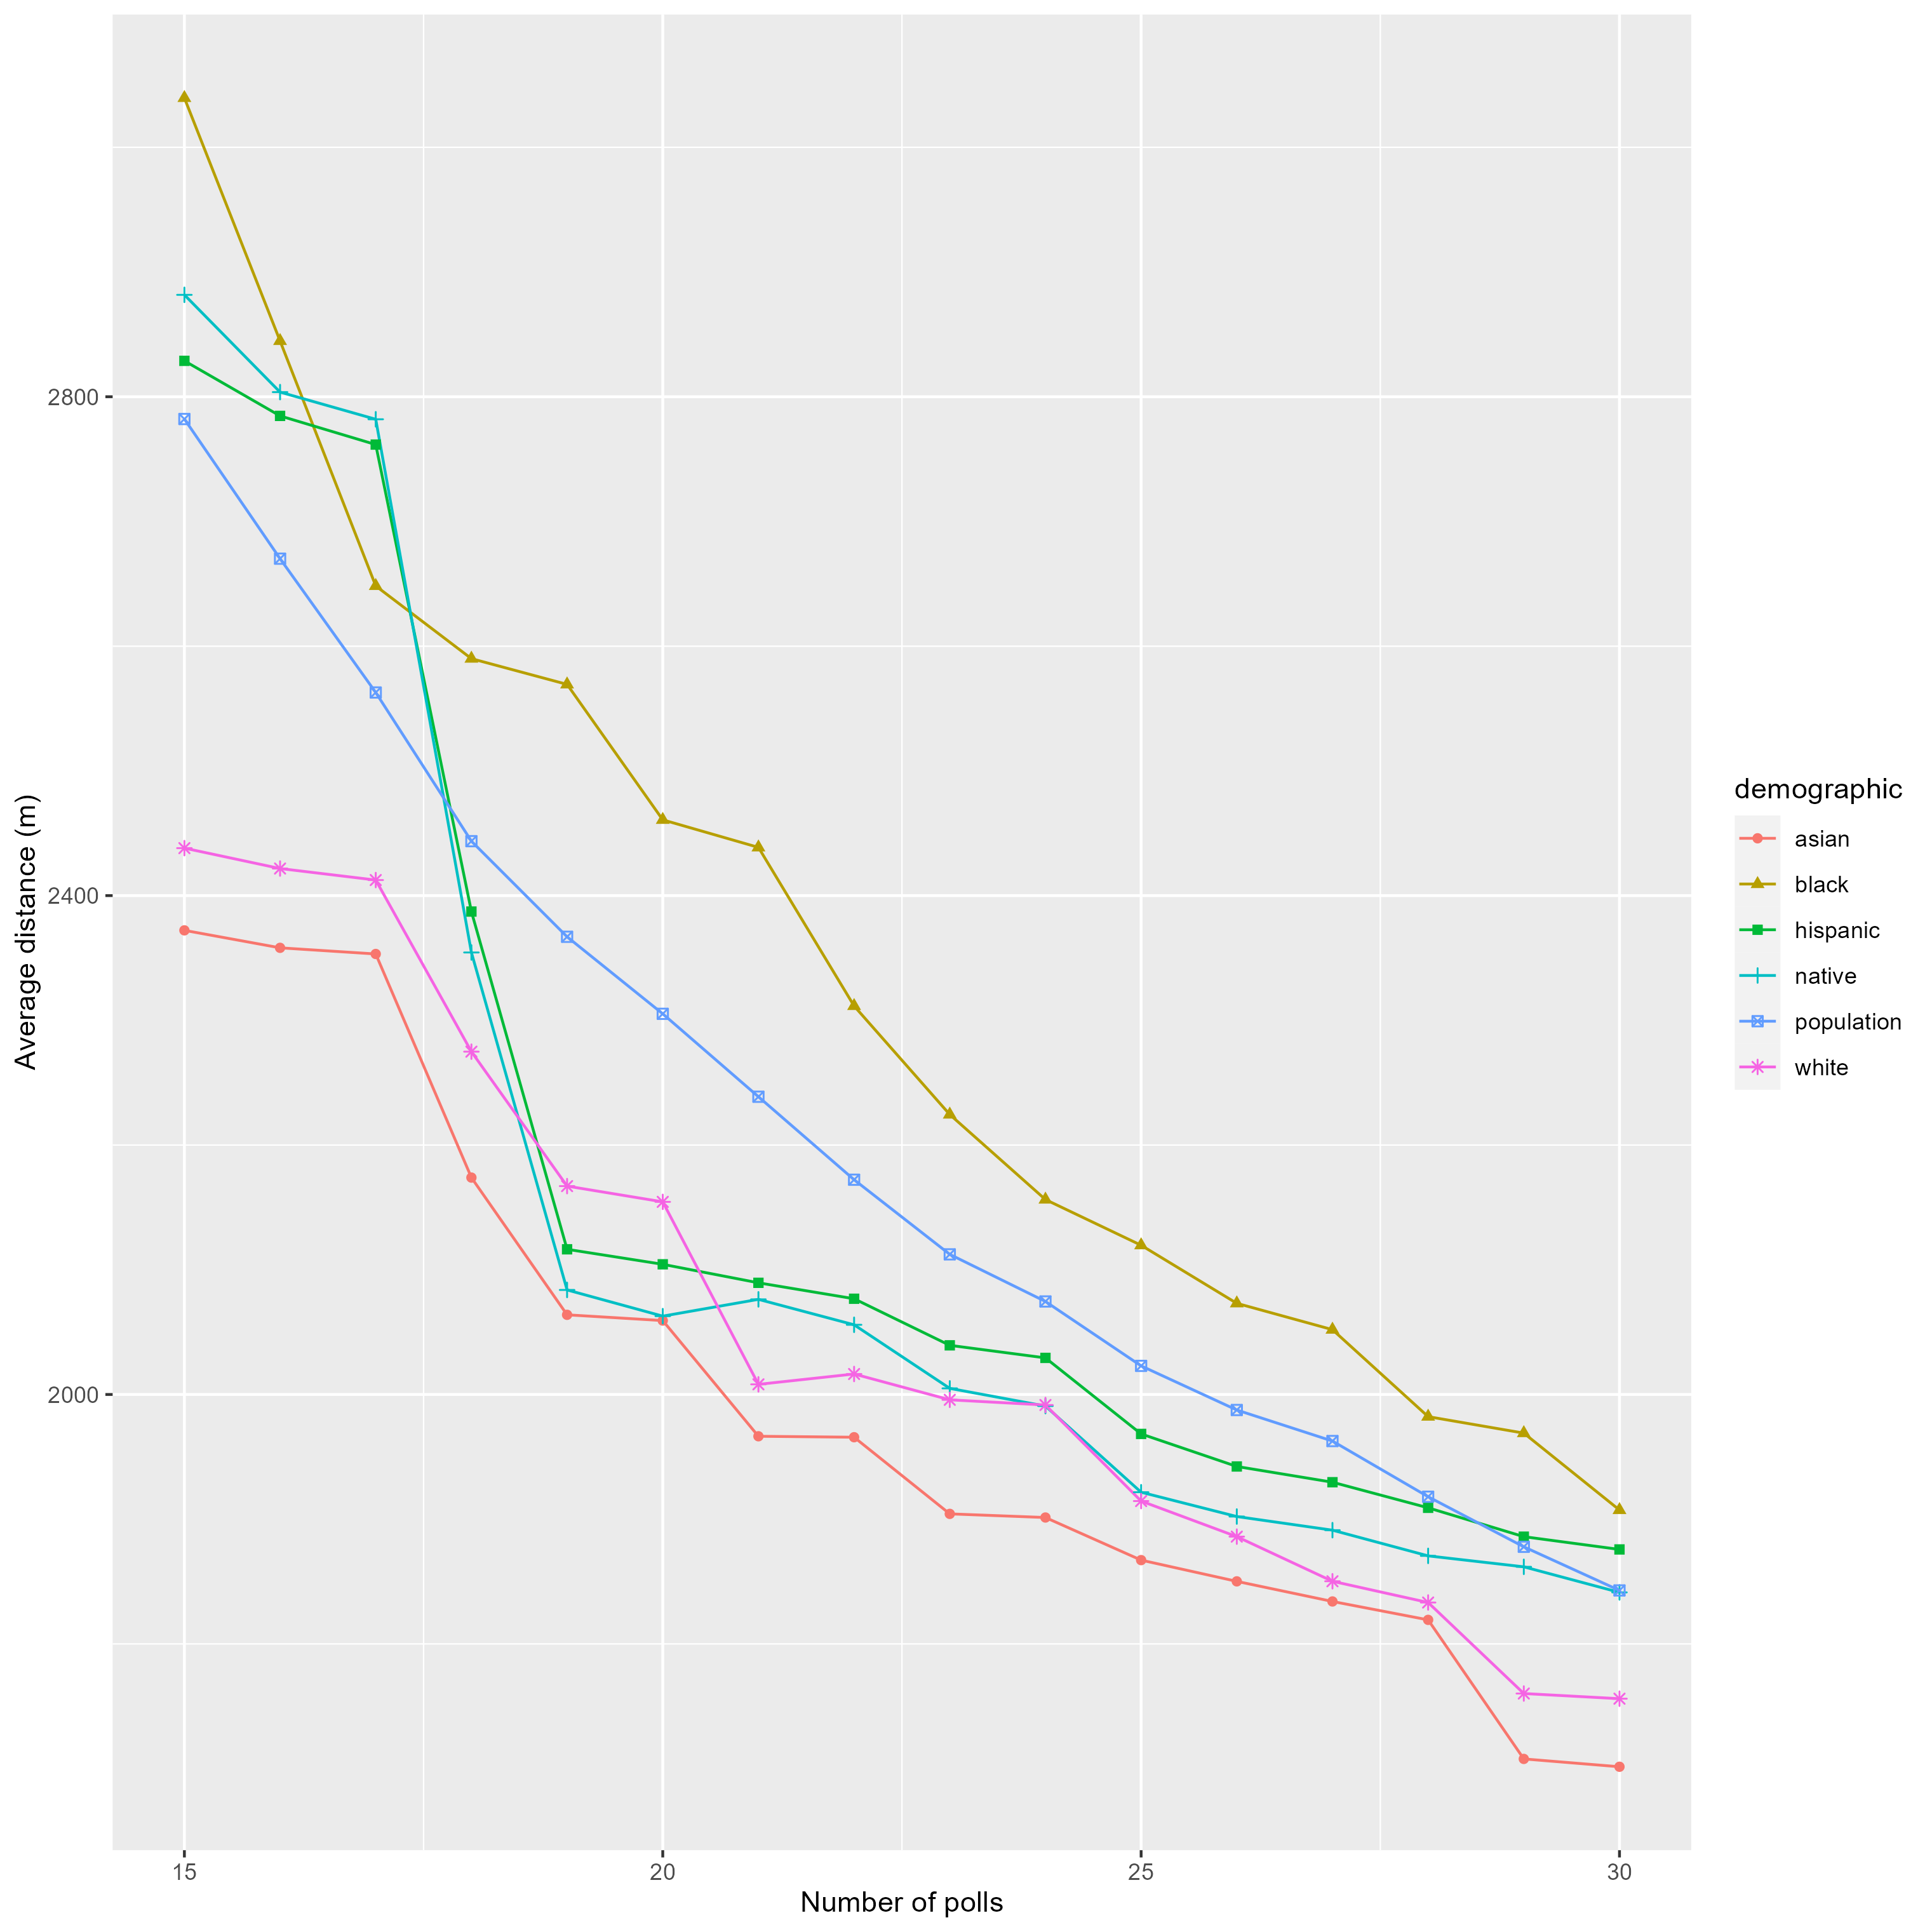 2800
2400
2000
Average distance (m)
15 20 25 30
Number of polls
demographic
asian
black
hispanic
native
population
white